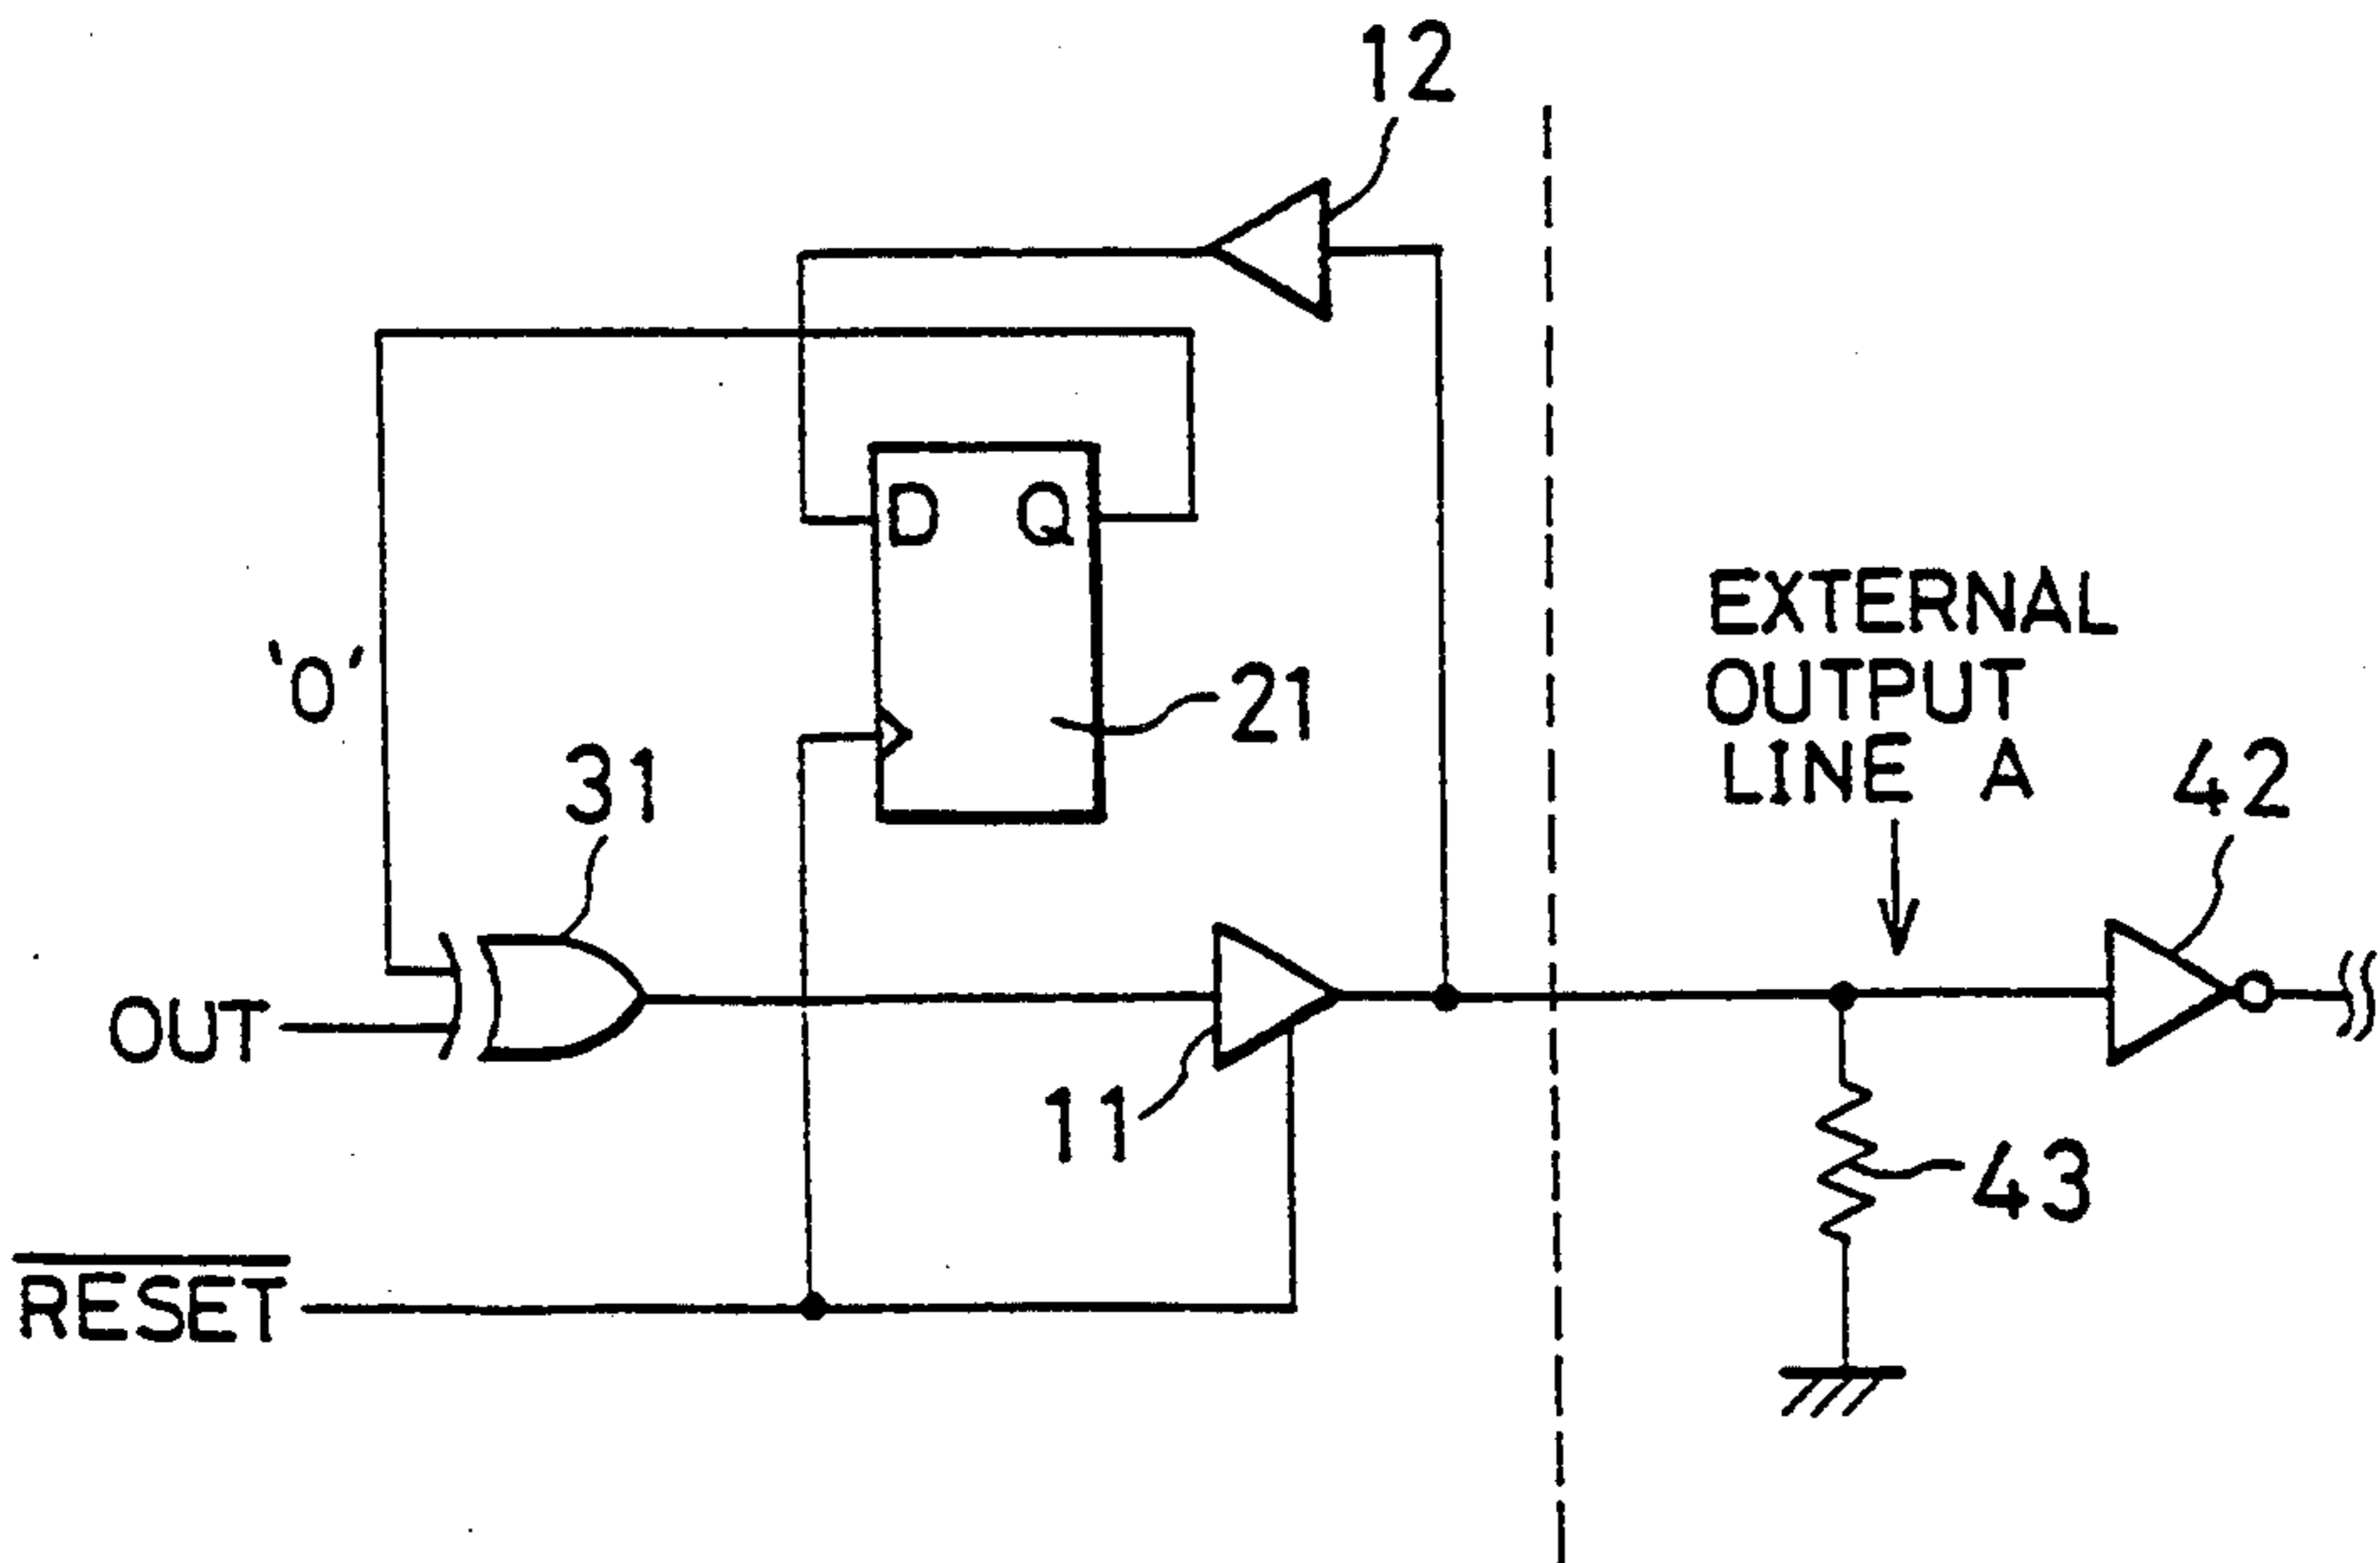 12
D Q
'0'
21
31
EXTERNAL
OUTPUT
LINE A
42
OUT
11
43
RESET